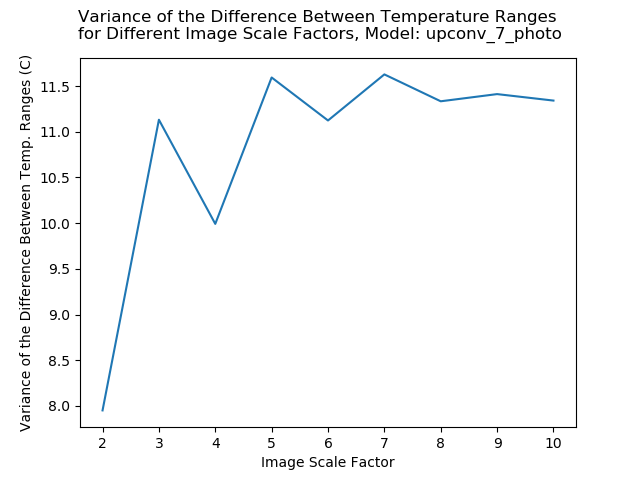 Variance of the Difference Between Temperature Ranges
for Different Image Scale Factors, Model: upconv_7_photo
Variance of the Difference Between Temp. Ranges (C)
11.5
11.0
10.5
10.0
9.5
9.0
8.5
8.0
2 3 4 5 6 7 8 9 10
Image Scale Factor